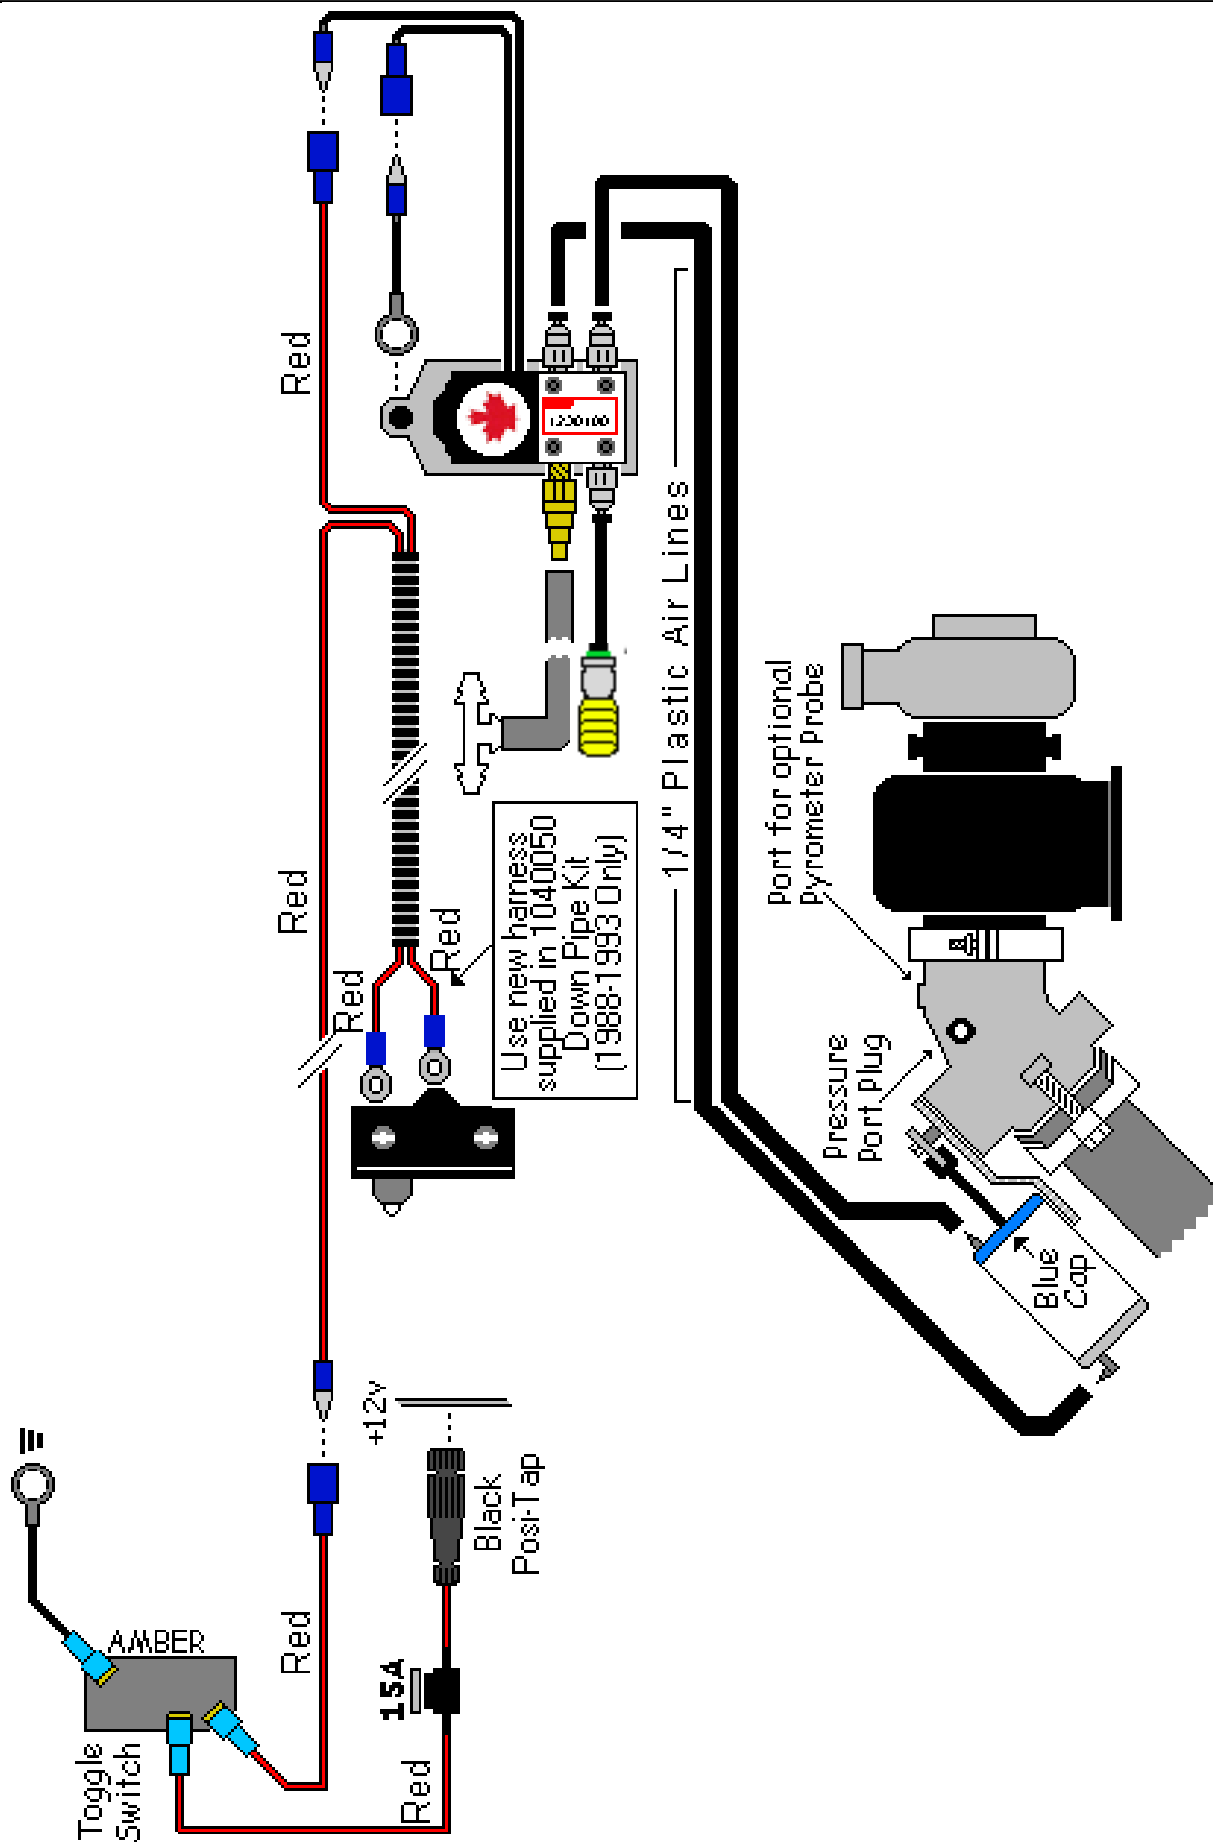 Toggle
Switch
AMBER
Red
15A
Red
Black
Posi-Tap
+12v
Red
Red
Red
Use new harness
supplied in 1040050
Down Pipe Kit
(1988-1993 Only)
Red
1/4" Plastic Air Lines
Pressure
Port Plug
Blue
Cap
Port for optional
Pyrometer Probe